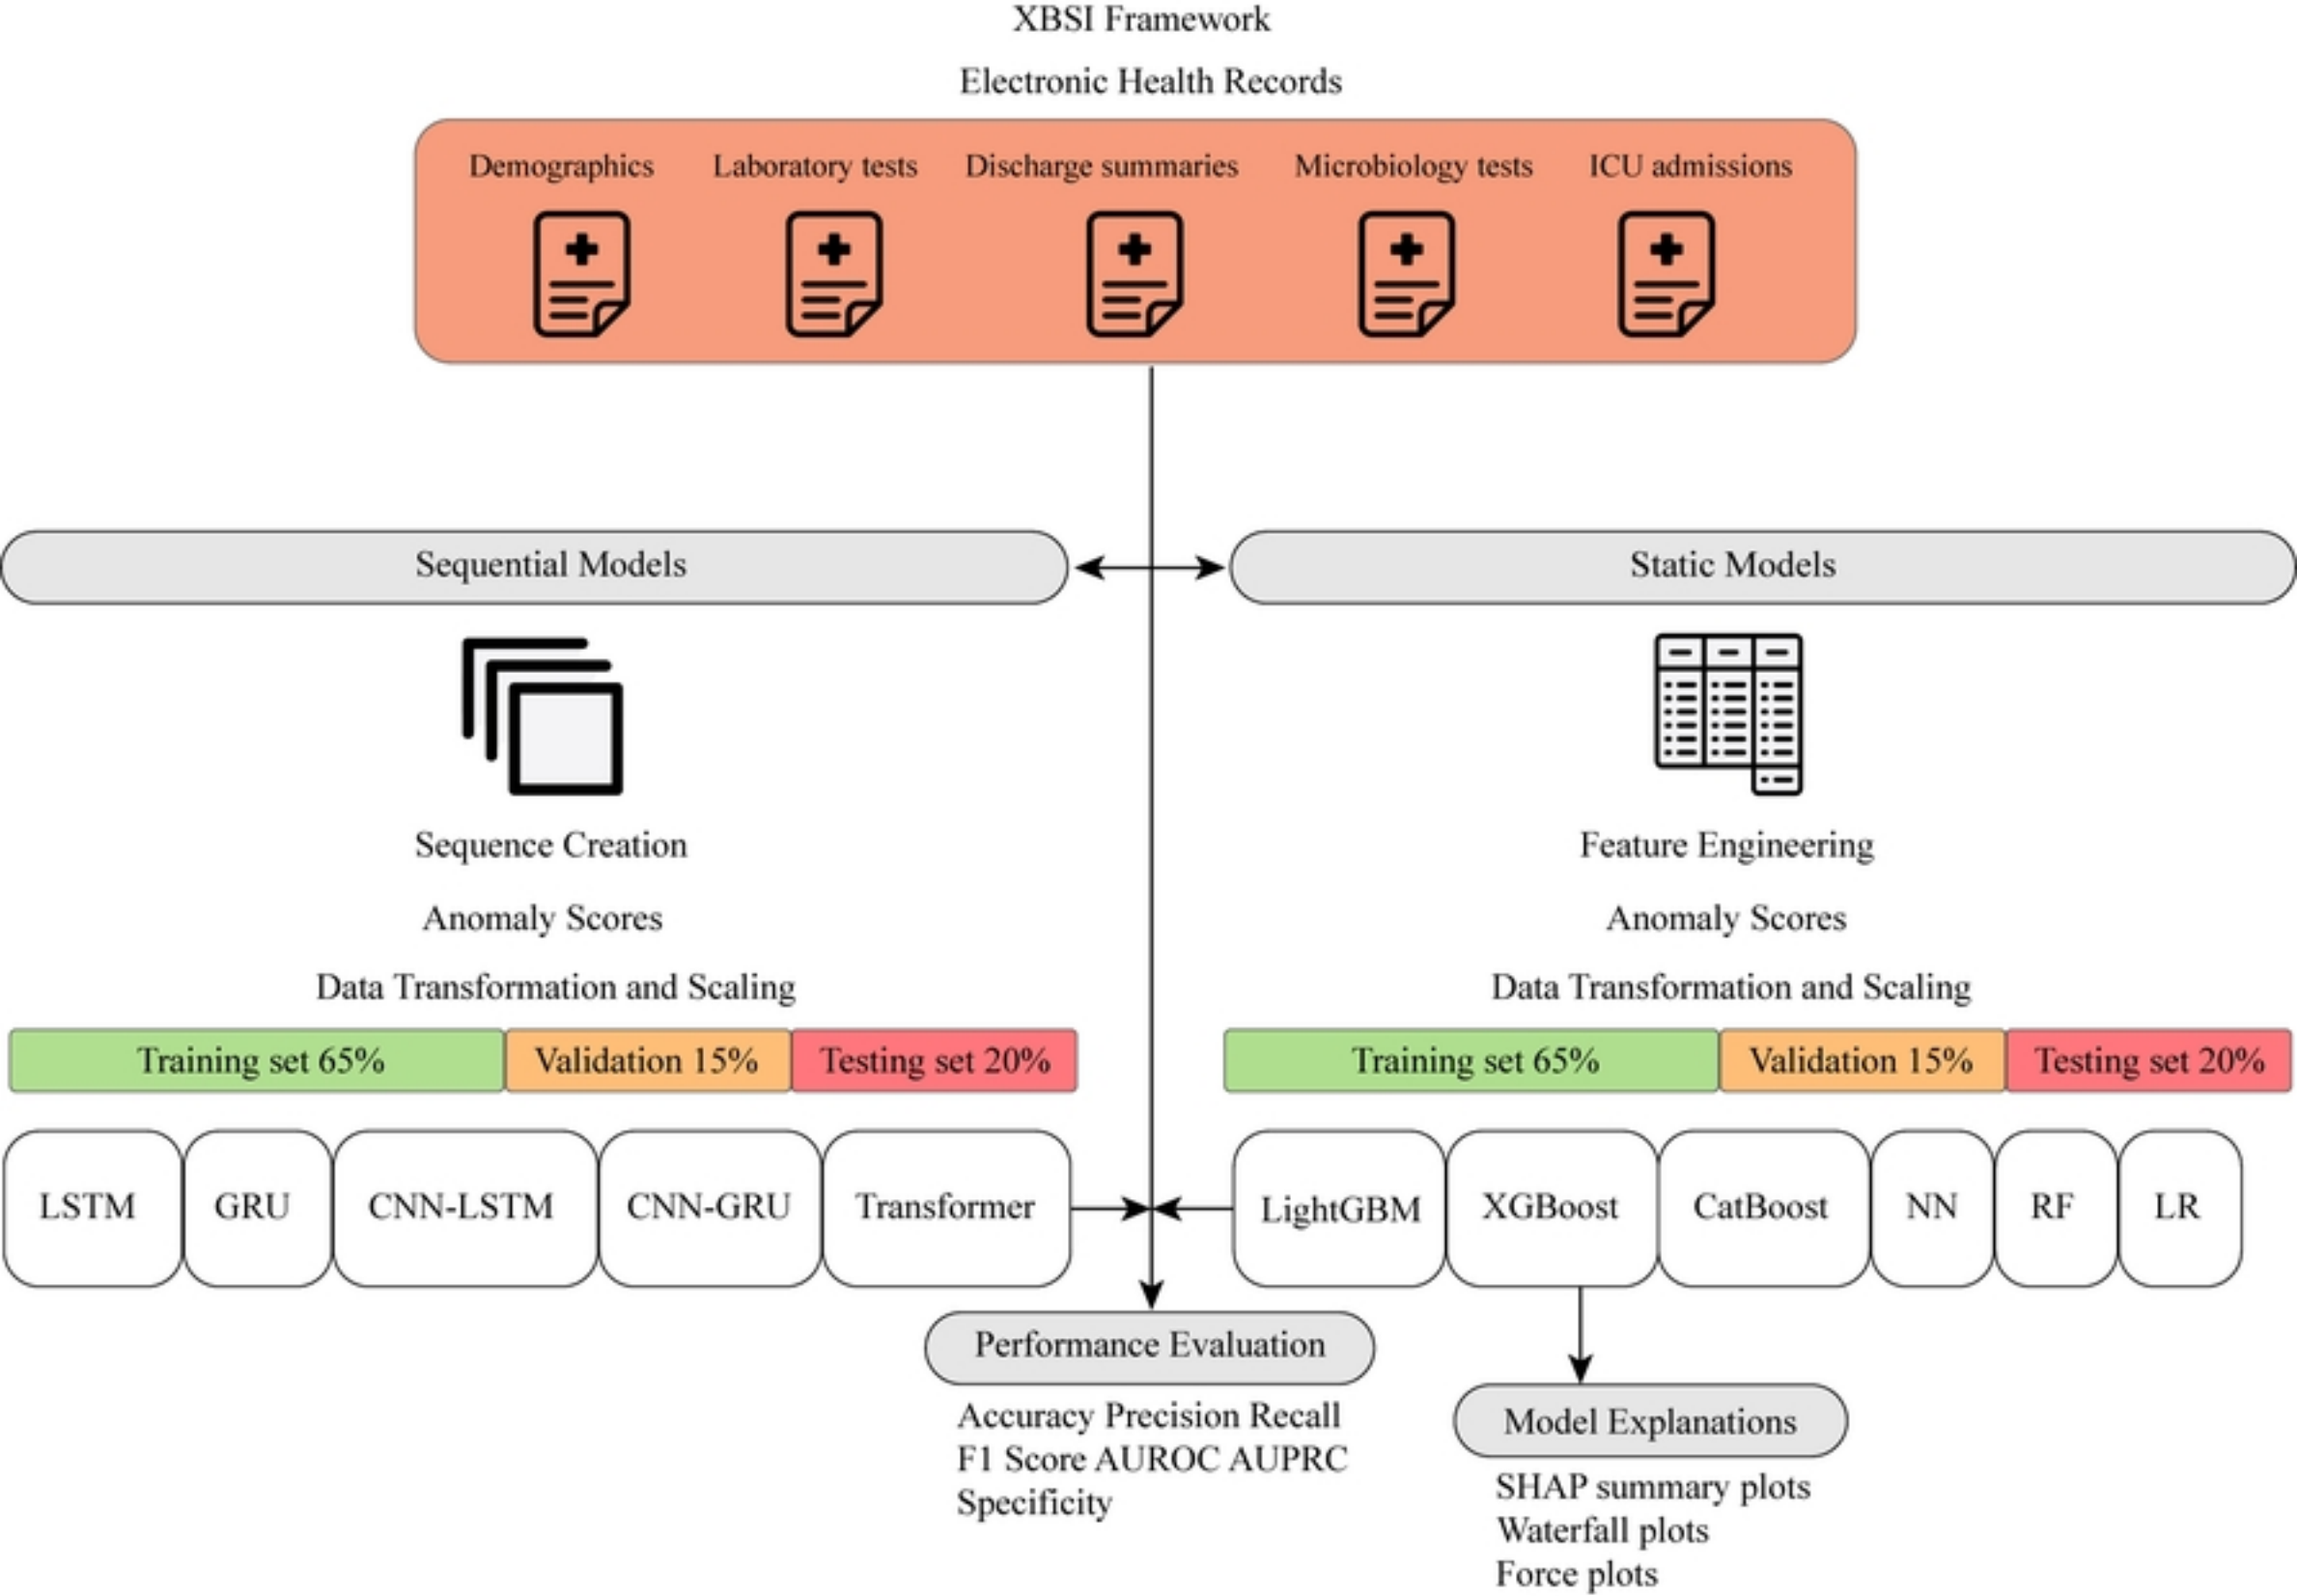 XBSI Framework
Electronic Health Records
Demographics
Laboratory tests
Discharge summaries
Microbiology tests
ICU admissions
Sequential Models
Static Models
Sequence Creation
Anomaly Scores
Data Transformation and Scaling
Training set 65%
Validation 15%
Testing set 20%
LSTM
GRU
CNN-LSTM
CNN-GRU
Transformer
Feature Engineering
Anomaly Scores
Data Transformation and Scaling
Training set 65%
Validation 15%
Testing set 20%
LightGBM
XGBoost
CatBoost
NN
RF
LR
Performance Evaluation
Accuracy Precision Recall
F1 Score AUROC AUPRC
Specificity
Model Explanations
SHAP summary plots
Waterfall plots
Force plots